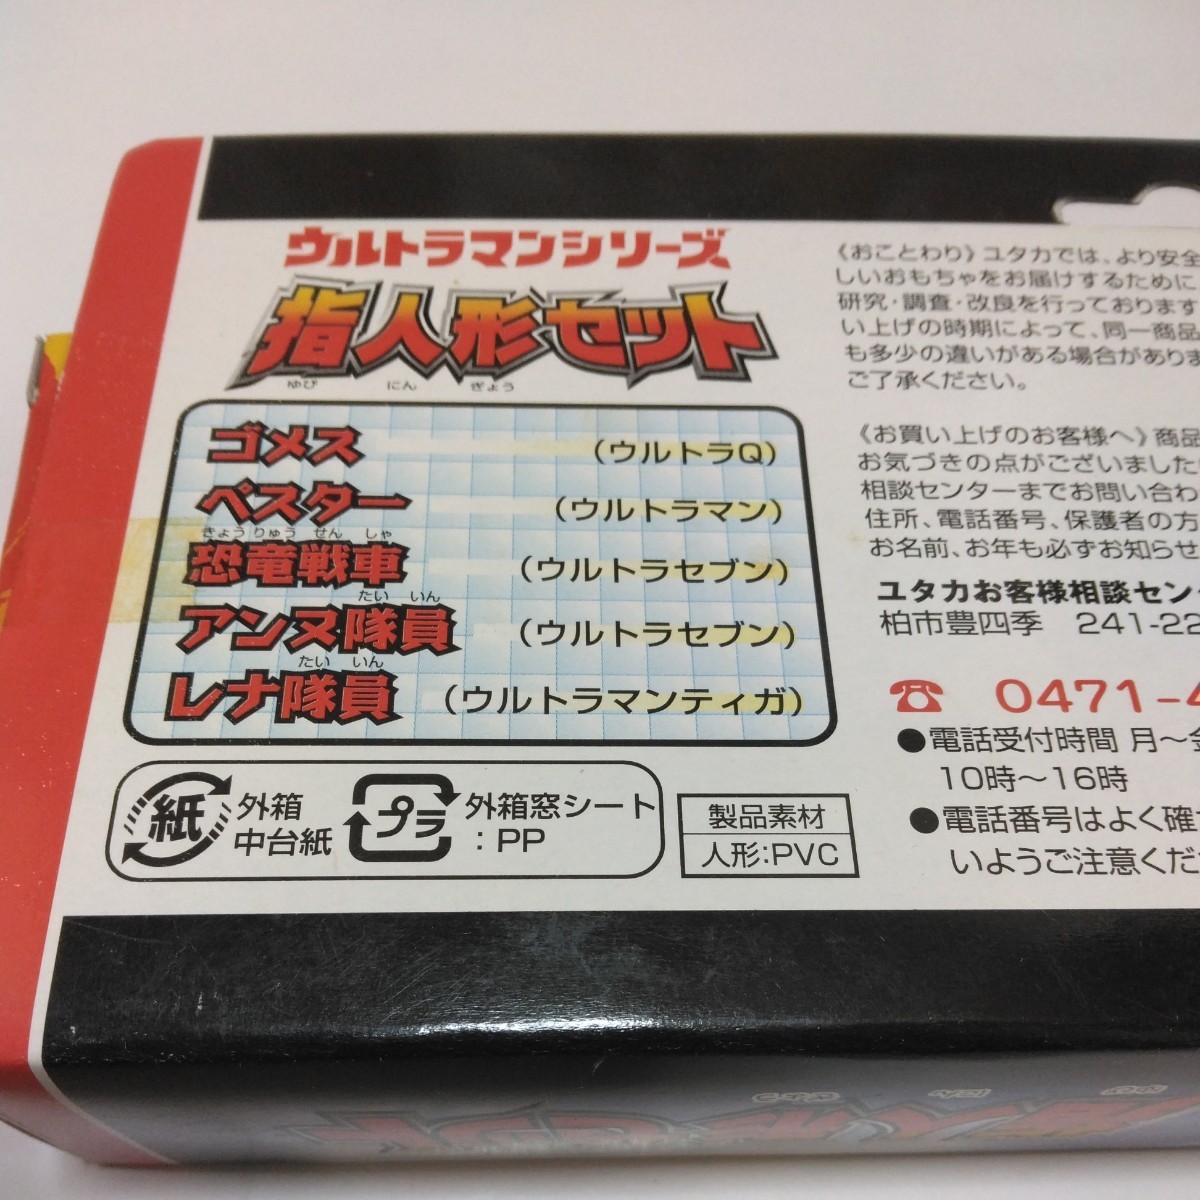 ウルトラマンシリーズ
指人形セット
ゆび にん ぎょう
ゴメス (ウルトラQ)
ペスター (ウルトラマン)
きょうりゅう せん しゃ
恐竜戦車 (ウルトラセブン)
たい いん
アンヌ隊員 (ウルトラセブン)
たい いん
レナ隊員 (ウルトラマンティガ)
紙 外箱
中台紙
プラ 外箱窓シート
:PP
製品素材
人形:PVC
《おことわり》ユタカでは、より安全
しいおもちゃをお届けするために
研究・調査・改良を行っております
い上げの時期によって、同一商品
も多少の違いがある場合がありま
ご了承ください。
《お買い上げのお客様へ》商品
お気づきの点がございました
相談センターまでお問い合わ
住所、電話番号、保護者の方
お名前、お年も必ずお知らせ
ユタカお客様相談セン
柏市豊四季 241-22
☎ 0471-4
●電話受付時間 月〜金
10時〜16時
●電話番号はよく確
いようご注意くだ